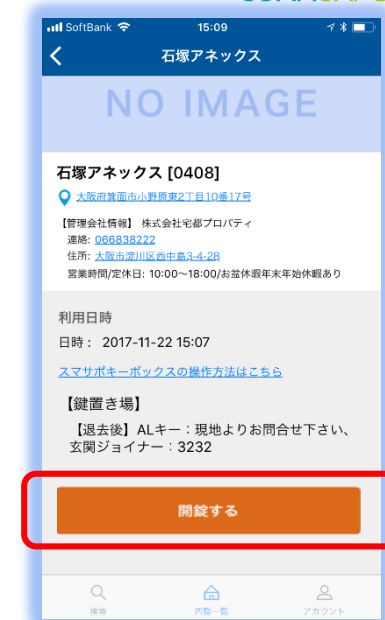 SoftBank 15:09
石塚アネックス
NO IMAGE
石塚アネックス [0408]
大阪府箕面市小野原東2丁目10番17号
【管理会社情報】 株式会社宅都プロパティ
連絡: 066838222
住所: 大阪市淀川区西中島3-4-28
営業時間/定休日: 10:00〜18:00/お盆休暇年末年始休暇あり
利用日時
日時： 2017-11-22 15:07
スマサポキーボックスの操作方法はこちら
【鍵置き場】
【退去後】ALキー：現地よりお問合せ下さい、
玄関ジョイナー：3232
開錠する
検索 内覧一覧 アカウント